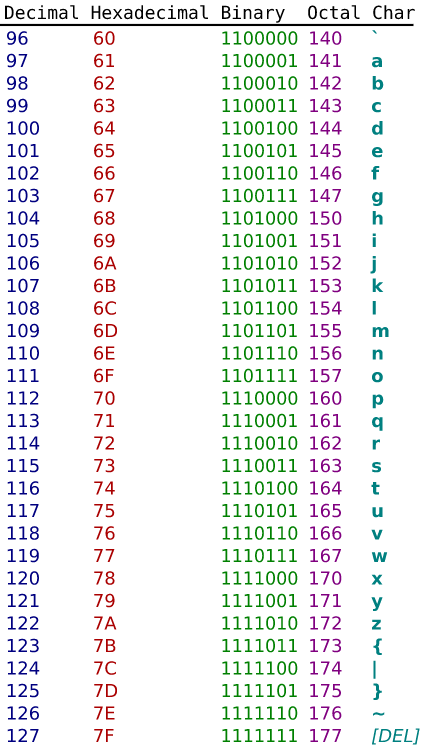 Decimal Hexadecimal Binary Octal Char
96 60 1100000 140 `
97 61 1100001 141 a
98 62 1100010 142 b
99 63 1100011 143 c
100 64 1100100 144 d
101 65 1100101 145 e
102 66 1100110 146 f
103 67 1100111 147 g
104 68 1101000 150 h
105 69 1101001 151 i
106 6A 1101010 152 j
107 6B 1101011 153 k
108 6C 1101100 154 l
109 6D 1101101 155 m
110 6E 1101110 156 n
111 6F 1101111 157 o
112 70 1110000 160 p
113 71 1110001 161 q
114 72 1110010 162 r
115 73 1110011 163 s
116 74 1110100 164 t
117 75 1110101 165 u
118 76 1110110 166 v
119 77 1110111 167 w
120 78 1111000 170 x
121 79 1111001 171 y
122 7A 1111010 172 z
123 7B 1111011 173 {
124 7C 1111100 174 |
125 7D 1111101 175 }
126 7E 1111110 176 ~
127 7F 1111111 177 [DEL]